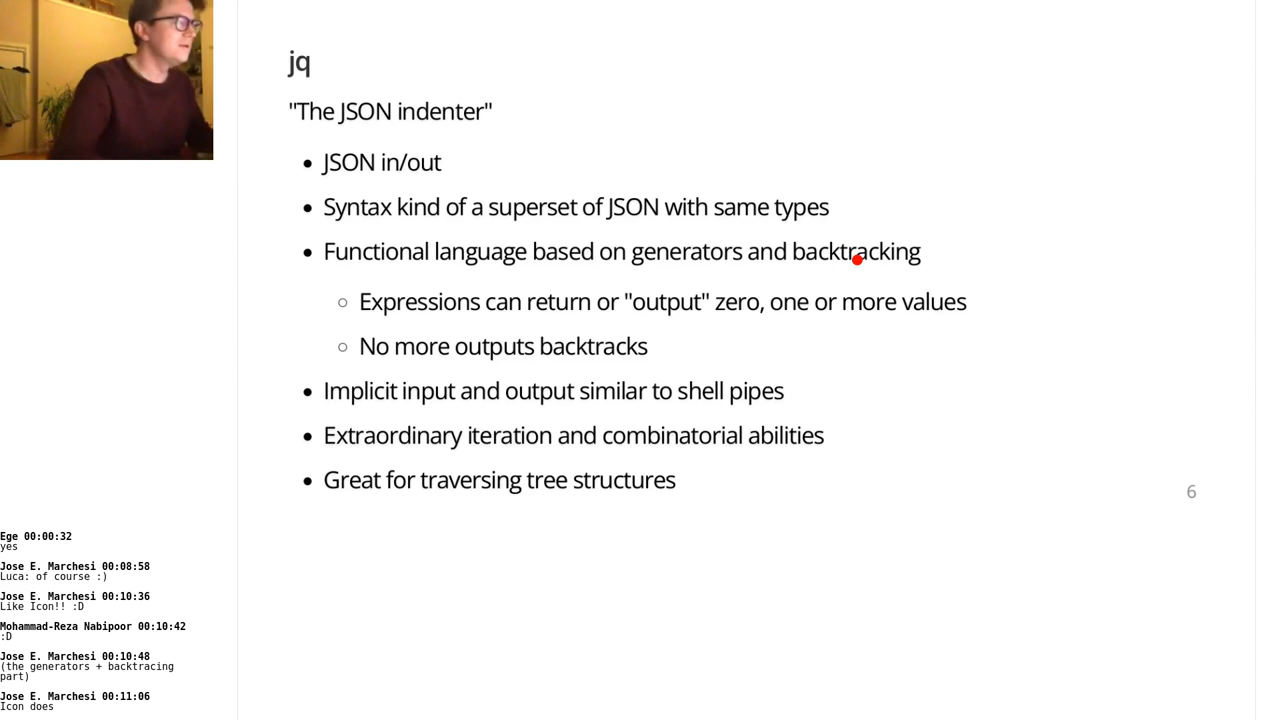 jq
"The JSON indenter"
• JSON in/out
• Syntax kind of a superset of JSON with same types
• Functional language based on generators and backtracking
○ Expressions can return or "output" zero, one or more values
○ No more outputs backtracks
• Implicit input and output similar to shell pipes
• Extraordinary iteration and combinatorial abilities
• Great for traversing tree structures
6
Ege 00:00:32
yes
Jose E. Marchesi 00:08:58
Luca: of course :)
Jose E. Marchesi 00:10:36
Like Icon!! :D
Mohammad-Reza Nabipoor 00:10:42
:D
Jose E. Marchesi 00:10:48
(the generators + backtracing
part)
Jose E. Marchesi 00:11:06
Icon does